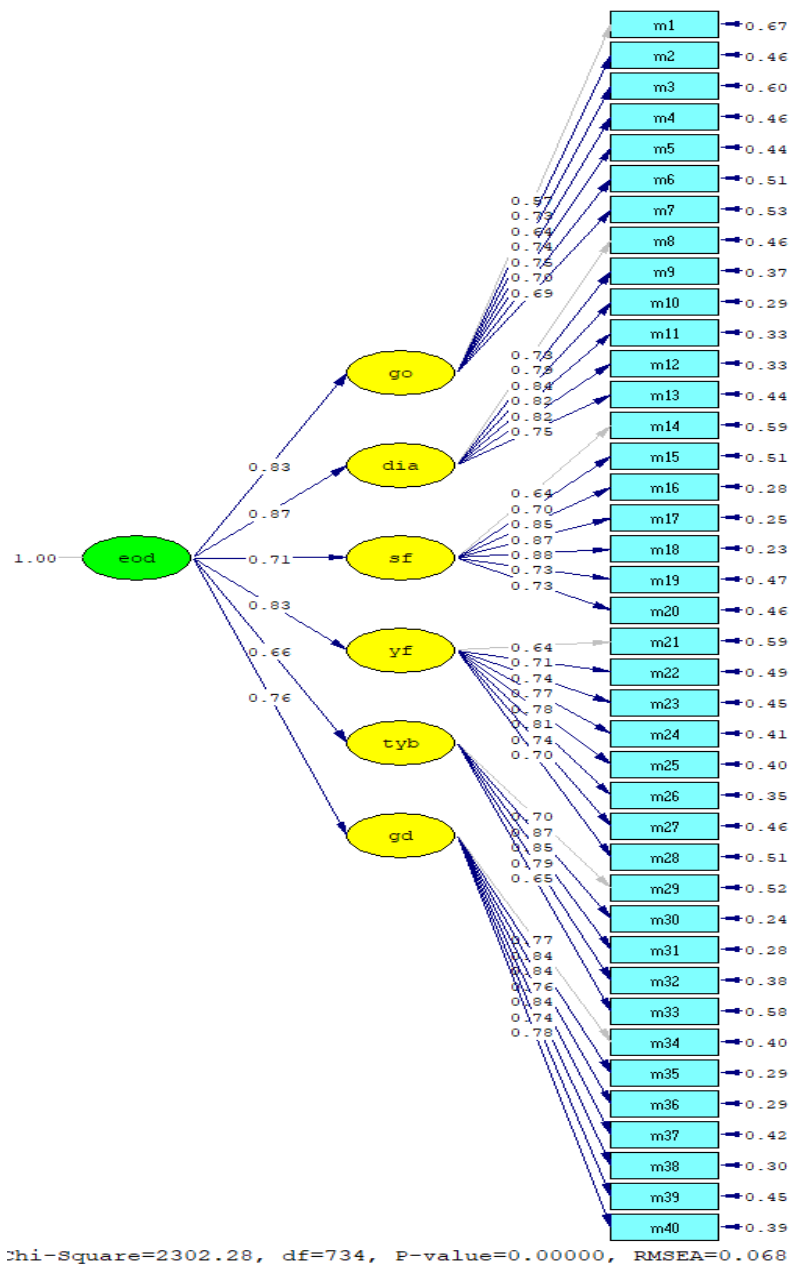 m1 0.67
m2 0.46
m3 0.60
m4 0.46
m5 0.44
m6 0.51
m7 0.53
m8 0.46
m9 0.37
m10 0.29
m11 0.33
m12 0.33
m13 0.44
m14 0.59
m15 0.51
m16 0.28
m17 0.25
m18 0.23
m19 0.47
m20 0.46
m21 0.59
m22 0.49
m23 0.45
m24 0.41
m25 0.40
m26 0.35
m27 0.46
m28 0.51
m29 0.52
m30 0.24
m31 0.28
m32 0.38
m33 0.58
m34 0.40
m35 0.29
m36 0.29
m37 0.42
m38 0.30
m39 0.45
m40 0.39
0.57
0.73
0.64
0.74
0.75
0.70
0.69
go
0.73
0.79
0.84
0.82
0.82
0.75
dia
0.64
0.70
0.85
0.87
0.88
0.73
0.73
sf
0.64
0.71
0.74
0.77
0.78
0.81
0.74
0.70
yf
0.70
0.87
0.85
0.79
0.65
tyb
0.77
0.84
0.84
0.76
0.84
0.74
0.78
gd
0.83
0.87
0.71
0.83
0.66
0.76
1.00 eod
Chi-Square=2302.28, df=734, P-value=0.00000, RMSEA=0.068